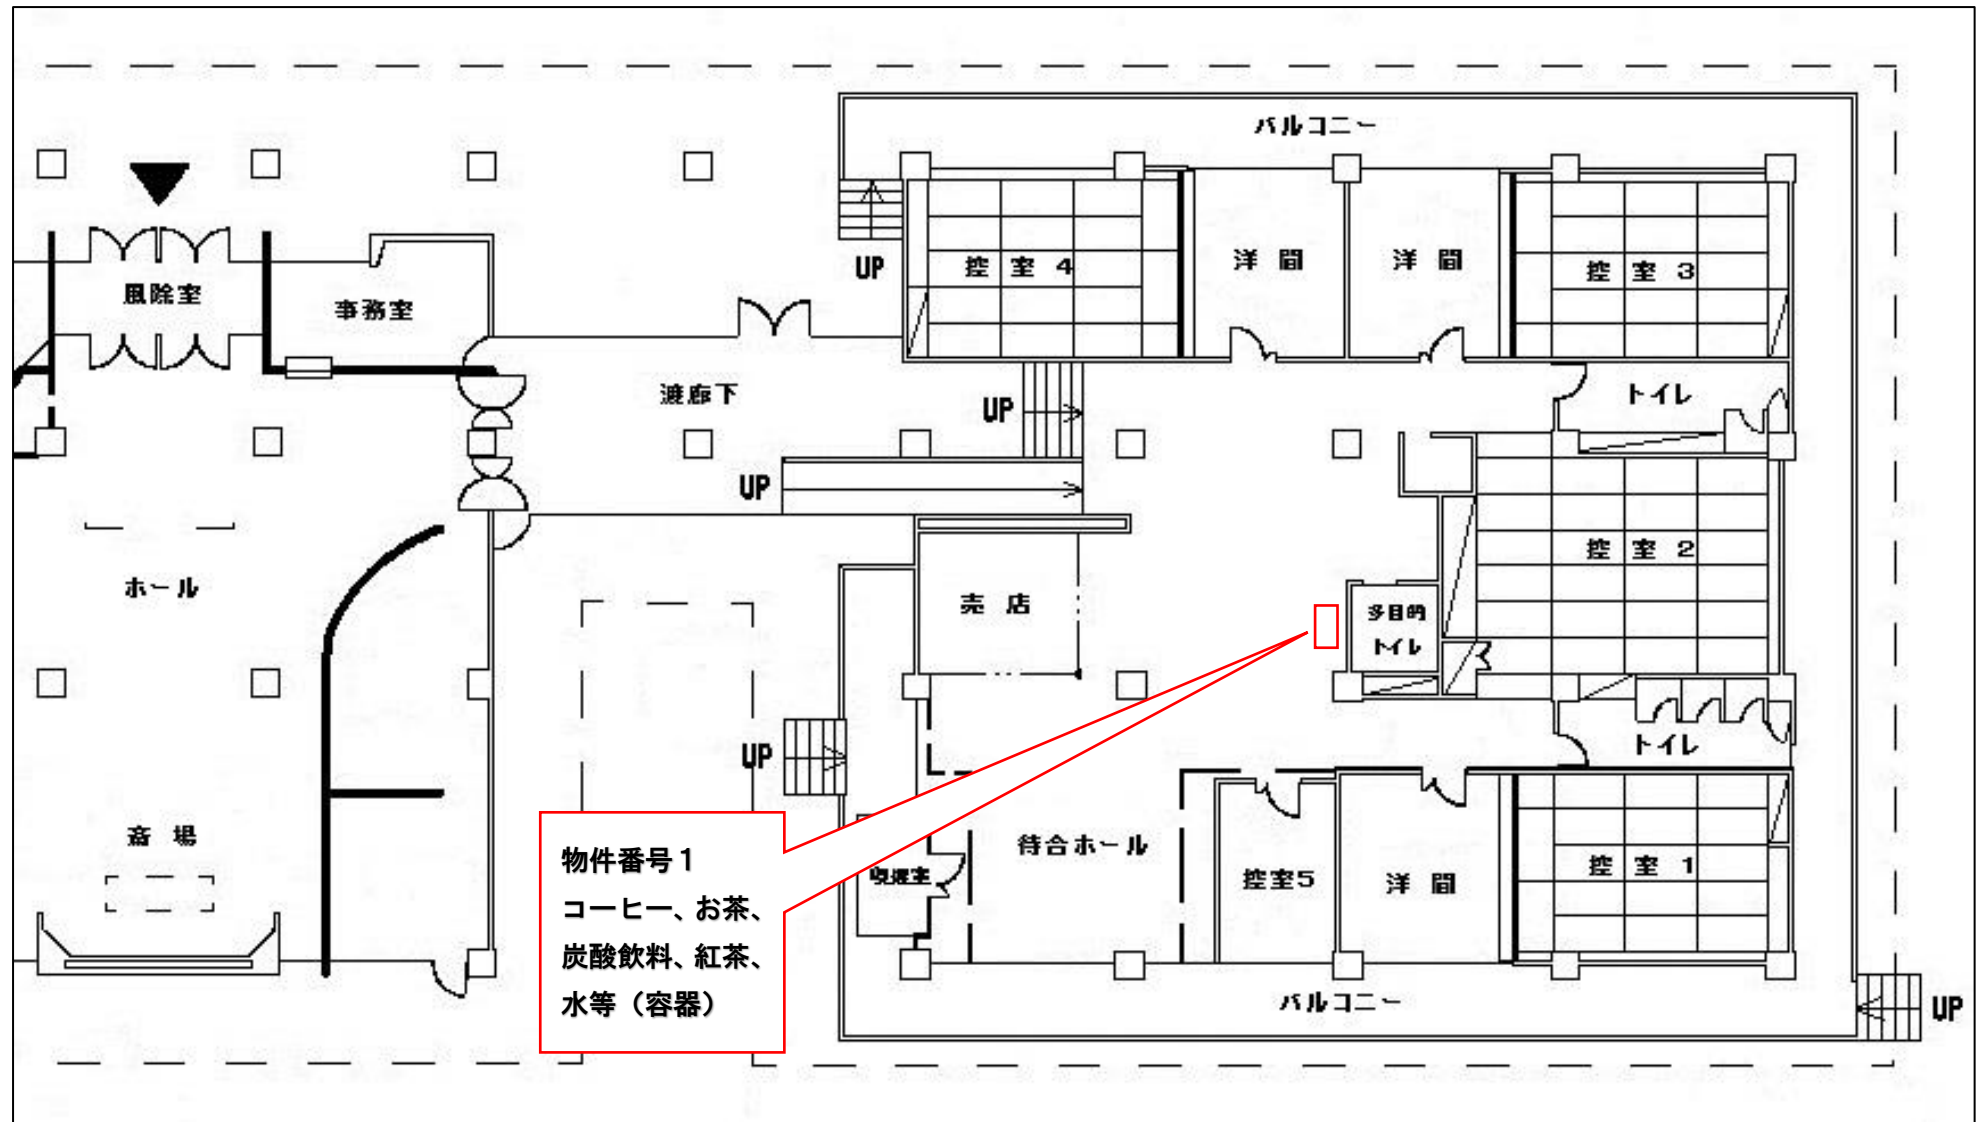 バルコニー
風除室
事務室
UP
控 室 4
洋 間
洋 間
控 室 3
渡廊下
UP
トイレ
UP
ホール
売 店
控 室 2
多目的
トイレ
UP
トイレ
斎 場
待合ホール
喫煙室
控室5
洋 間
控 室 1
物件番号1
コーヒー、お茶、
炭酸飲料、紅茶、
水等（容器）
バルコニー
UP